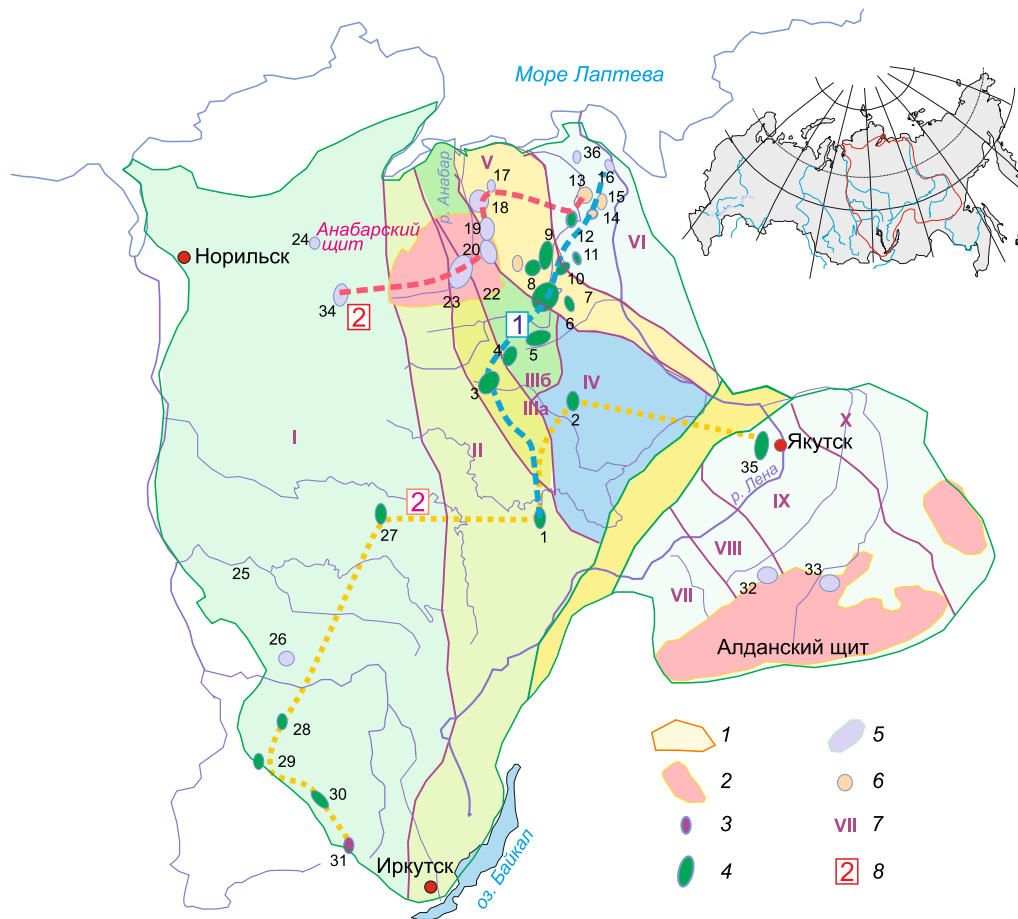 Море Лаптева
36
V
17
16
13
15
р. Анабар
18
14
Анабарский
щит
24
19
9
12
VI
Норильск
20
11
8
10
23
22
7
34
2
1
6
4
5
3
IIIб
IV
IIIа
2
X
I
II
35
Якутск
р. Лена
2
IX
27
1
VIII
25
33
32
VII
26
Алданский щит
28
1
5
29
2
6
30
3
VII
7
31
Иркутск
4
2
8
оз. Байкал